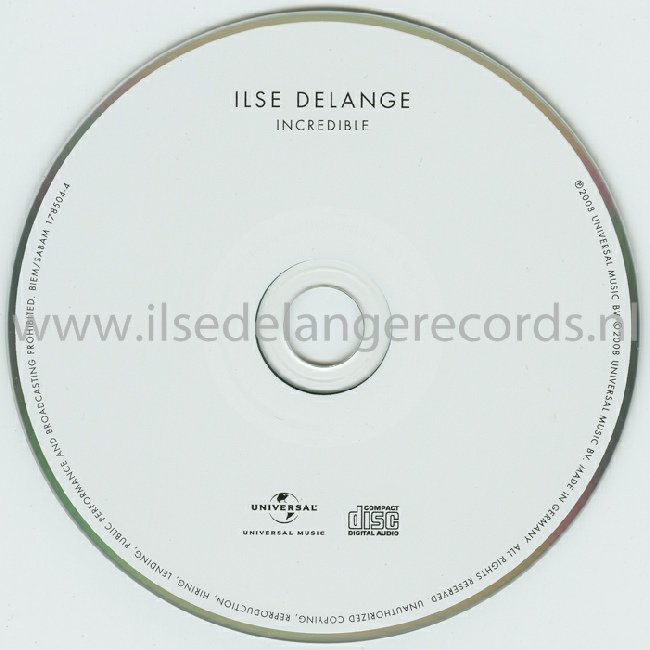 ILSE DELANGE
INCREDIBLE
℗2008 UNIVERSAL MUSIC BV. ©2008 UNIVERSAL MUSIC BV. MADE IN GERMANY. ALL RIGHTS RESERVED. UNAUTHORIZED COPYING, REPRODUCTION, HIRING, LENDING, PUBLIC PERFORMANCE AND BROADCASTING PROHIBITED. BIEM/SABAM 178504-4
www.ilsedelangerecords.nl
UNIVERSAL
UNIVERSAL MUSIC
COMPACT
disc
DIGITAL AUDIO